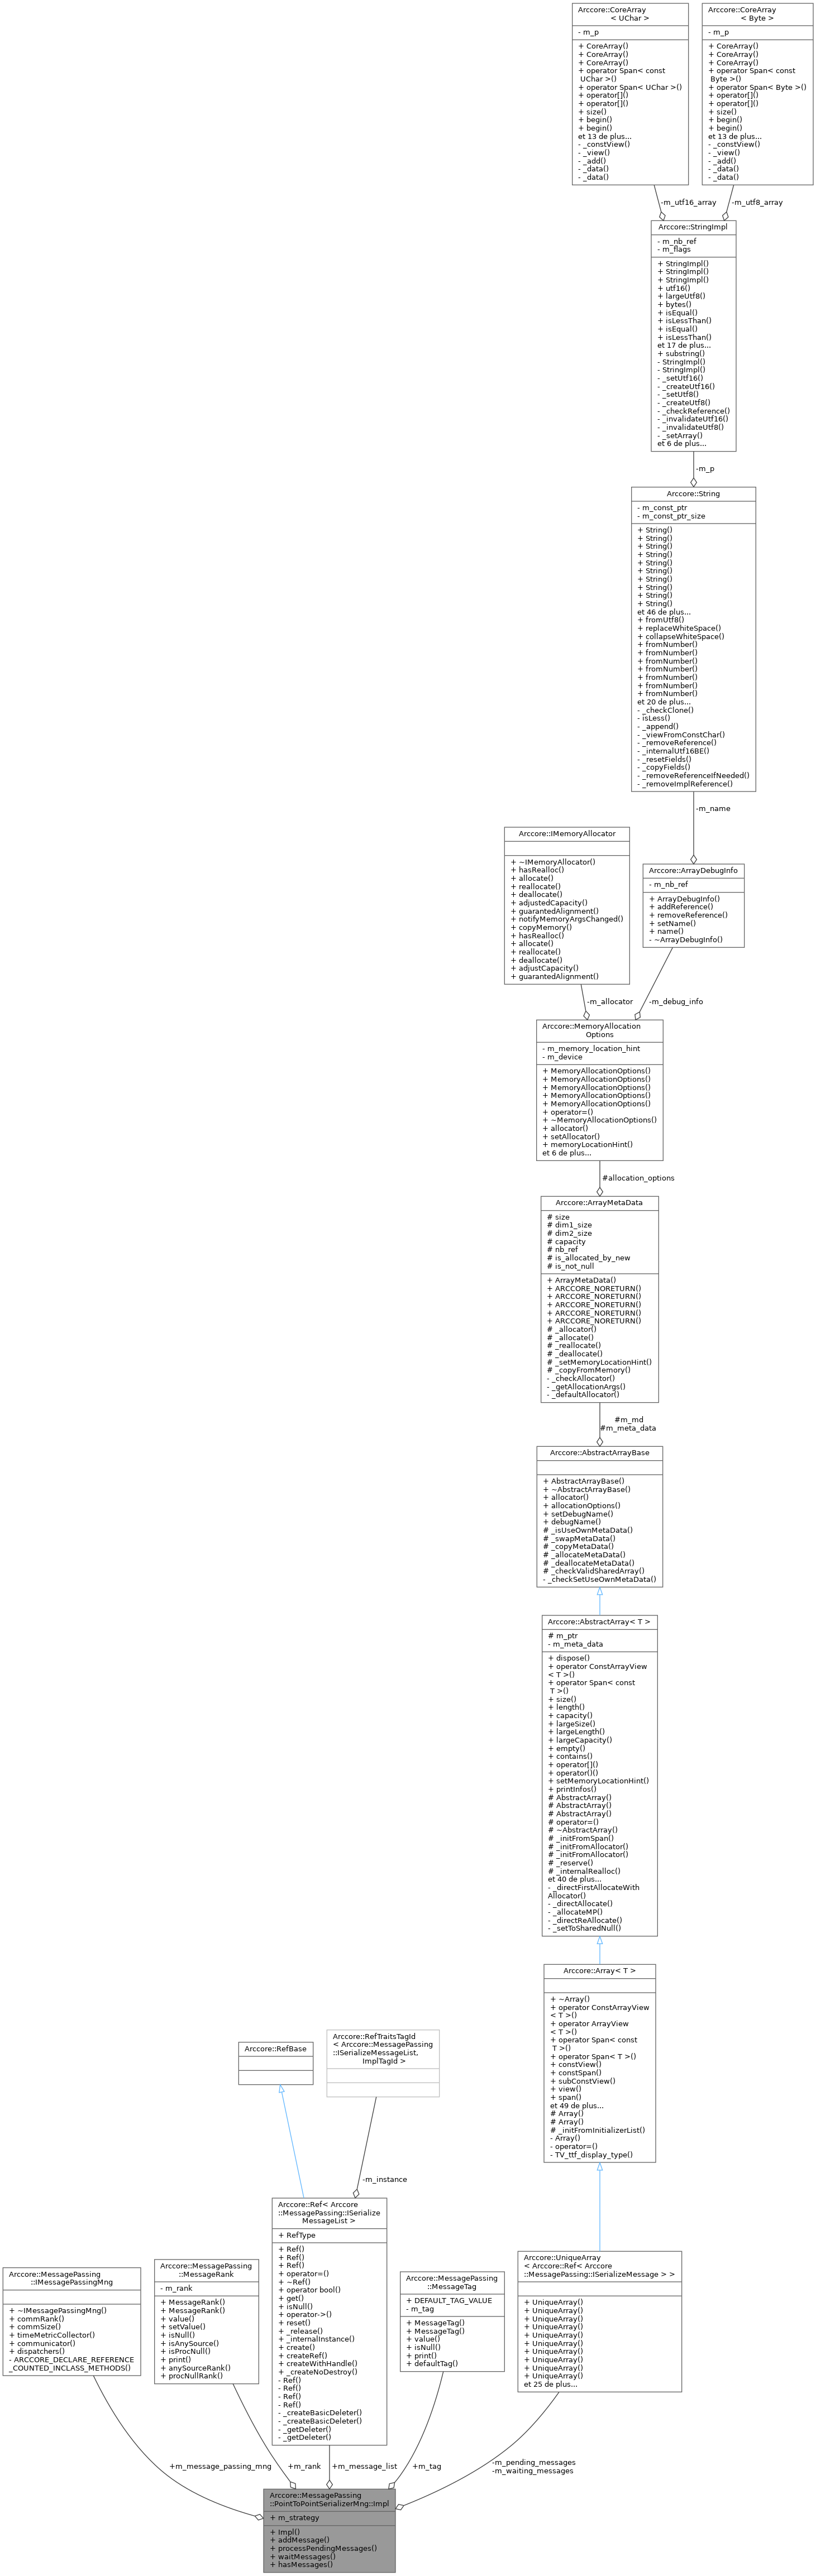 Arccore::CoreArray
< UChar >
- m_p
+ CoreArray()
+ CoreArray()
+ CoreArray()
+ operator Span< const
UChar >()
+ operator Span< UChar >()
+ operator[]()
+ operator[]()
+ size()
+ begin()
+ begin()
et 13 de plus...
- _constView()
- _view()
- _add()
- _data()
- _data()
Arccore::CoreArray
< Byte >
- m_p
+ CoreArray()
+ CoreArray()
+ CoreArray()
+ operator Span< const
Byte >()
+ operator Span< Byte >()
+ operator[]()
+ operator[]()
+ size()
+ begin()
+ begin()
et 13 de plus...
- _constView()
- _view()
- _add()
- _data()
- _data()
-m_utf16_array
-m_utf8_array
Arccore::StringImpl
- m_nb_ref
- m_flags
+ StringImpl()
+ StringImpl()
+ StringImpl()
+ utf16()
+ largeUtf8()
+ bytes()
+ isEqual()
+ isLessThan()
+ isEqual()
+ isLessThan()
et 17 de plus...
+ substring()
- StringImpl()
- StringImpl()
- _setUtf16()
- _createUtf16()
- _setUtf8()
- _createUtf8()
- _checkReference()
- _invalidateUtf16()
- _invalidateUtf8()
- _setArray()
et 6 de plus...
-m_p
Arccore::String
- m_const_ptr
- m_const_ptr_size
+ String()
+ String()
+ String()
+ String()
+ String()
+ String()
+ String()
+ String()
+ String()
+ String()
et 46 de plus...
+ fromUtf8()
+ replaceWhiteSpace()
+ collapseWhiteSpace()
+ fromNumber()
+ fromNumber()
+ fromNumber()
+ fromNumber()
+ fromNumber()
+ fromNumber()
+ fromNumber()
et 20 de plus...
- _checkClone()
- isLess()
- _append()
- _viewFromConstChar()
- _removeReference()
- _internalUtf16BE()
- _resetFields()
- _copyFields()
- _removeReferenceIfNeeded()
- _removeImplReference()
-m_name
Arccore::IMemoryAllocator
+ ~IMemoryAllocator()
+ hasRealloc()
+ allocate()
+ reallocate()
+ deallocate()
+ adjustedCapacity()
+ guarantedAlignment()
+ notifyMemoryArgsChanged()
+ copyMemory()
+ hasRealloc()
+ allocate()
+ reallocate()
+ deallocate()
+ adjustCapacity()
+ guarantedAlignment()
Arccore::ArrayDebugInfo
- m_nb_ref
+ ArrayDebugInfo()
+ addReference()
+ removeReference()
+ setName()
+ name()
- ~ArrayDebugInfo()
-m_allocator
-m_debug_info
Arccore::MemoryAllocation
Options
- m_memory_location_hint
- m_device
+ MemoryAllocationOptions()
+ MemoryAllocationOptions()
+ MemoryAllocationOptions()
+ MemoryAllocationOptions()
+ MemoryAllocationOptions()
+ operator=()
+ ~MemoryAllocationOptions()
+ allocator()
+ setAllocator()
+ memoryLocationHint()
et 6 de plus...
#allocation_options
Arccore::ArrayMetaData
# size
# dim1_size
# dim2_size
# capacity
# nb_ref
# is_allocated_by_new
# is_not_null
+ ArrayMetaData()
+ ARCCORE_NORETURN()
+ ARCCORE_NORETURN()
+ ARCCORE_NORETURN()
+ ARCCORE_NORETURN()
+ ARCCORE_NORETURN()
# _allocator()
# _allocate()
# _reallocate()
# _deallocate()
# _setMemoryLocationHint()
# _copyFromMemory()
- _checkAllocator()
- _getAllocationArgs()
- _defaultAllocator()
#m_md
#m_meta_data
Arccore::AbstractArrayBase
+ AbstractArrayBase()
+ ~AbstractArrayBase()
+ allocator()
+ allocationOptions()
+ setDebugName()
+ debugName()
# _isUseOwnMetaData()
# _swapMetaData()
# _copyMetaData()
# _allocateMetaData()
# _deallocateMetaData()
# _checkValidSharedArray()
- _checkSetUseOwnMetaData()
Arccore::AbstractArray< T >
# m_ptr
- m_meta_data
+ dispose()
+ operator ConstArrayView
< T >()
+ operator Span< const
T >()
+ size()
+ length()
+ capacity()
+ largeSize()
+ largeLength()
+ largeCapacity()
+ empty()
+ contains()
+ operator[]()
+ operator()()
+ setMemoryLocationHint()
+ printInfos()
# AbstractArray()
# AbstractArray()
# AbstractArray()
# operator=()
# ~AbstractArray()
# _initFromSpan()
# _initFromAllocator()
# _initFromAllocator()
# _reserve()
# _internalRealloc()
et 40 de plus...
- _directFirstAllocateWith
Allocator()
- _directAllocate()
- _allocateMP()
- _directReAllocate()
- _setToSharedNull()
Arccore::Array< T >
+ ~Array()
+ operator ConstArrayView
< T >()
+ operator ArrayView
< T >()
+ operator Span< const
T >()
+ operator Span< T >()
+ constView()
+ constSpan()
+ subConstView()
+ view()
+ span()
et 49 de plus...
# Array()
# Array()
# _initFromInitializerList()
- Array()
- operator=()
- TV_ttf_display_type()
Arccore::RefBase
Arccore::RefTraitsTagId
< Arccore::MessagePassing
::ISerializeMessageList,
ImplTagId >
-m_instance
Arccore::MessagePassing
::IMessagePassingMng
+ ~IMessagePassingMng()
+ commRank()
+ commSize()
+ timeMetricCollector()
+ communicator()
+ dispatchers()
- ARCCORE_DECLARE_REFERENCE
_COUNTED_INCLASS_METHODS()
Arccore::MessagePassing
::MessageRank
- m_rank
+ MessageRank()
+ MessageRank()
+ value()
+ setValue()
+ isNull()
+ isAnySource()
+ isProcNull()
+ print()
+ anySourceRank()
+ procNullRank()
Arccore::Ref< Arccore
::MessagePassing::ISerialize
MessageList >
+ RefType
+ Ref()
+ Ref()
+ Ref()
+ operator=()
+ ~Ref()
+ operator bool()
+ get()
+ isNull()
+ operator->()
+ reset()
+ _release()
+ _internalInstance()
+ create()
+ createRef()
+ createWithHandle()
+ _createNoDestroy()
- Ref()
- Ref()
- Ref()
- Ref()
- _createBasicDeleter()
- _createBasicDeleter()
- _getDeleter()
- _getDeleter()
Arccore::MessagePassing
::MessageTag
+ DEFAULT_TAG_VALUE
- m_tag
+ MessageTag()
+ MessageTag()
+ value()
+ isNull()
+ print()
+ defaultTag()
Arccore::UniqueArray
< Arccore::Ref< Arccore
::MessagePassing::ISerializeMessage > >
+ UniqueArray()
+ UniqueArray()
+ UniqueArray()
+ UniqueArray()
+ UniqueArray()
+ UniqueArray()
+ UniqueArray()
+ UniqueArray()
+ UniqueArray()
+ UniqueArray()
et 25 de plus...
+m_message_passing_mng
+m_rank
+m_message_list
+m_tag
-m_pending_messages
-m_waiting_messages
Arccore::MessagePassing
::PointToPointSerializerMng::Impl
+ m_strategy
+ Impl()
+ addMessage()
+ processPendingMessages()
+ waitMessages()
+ hasMessages()